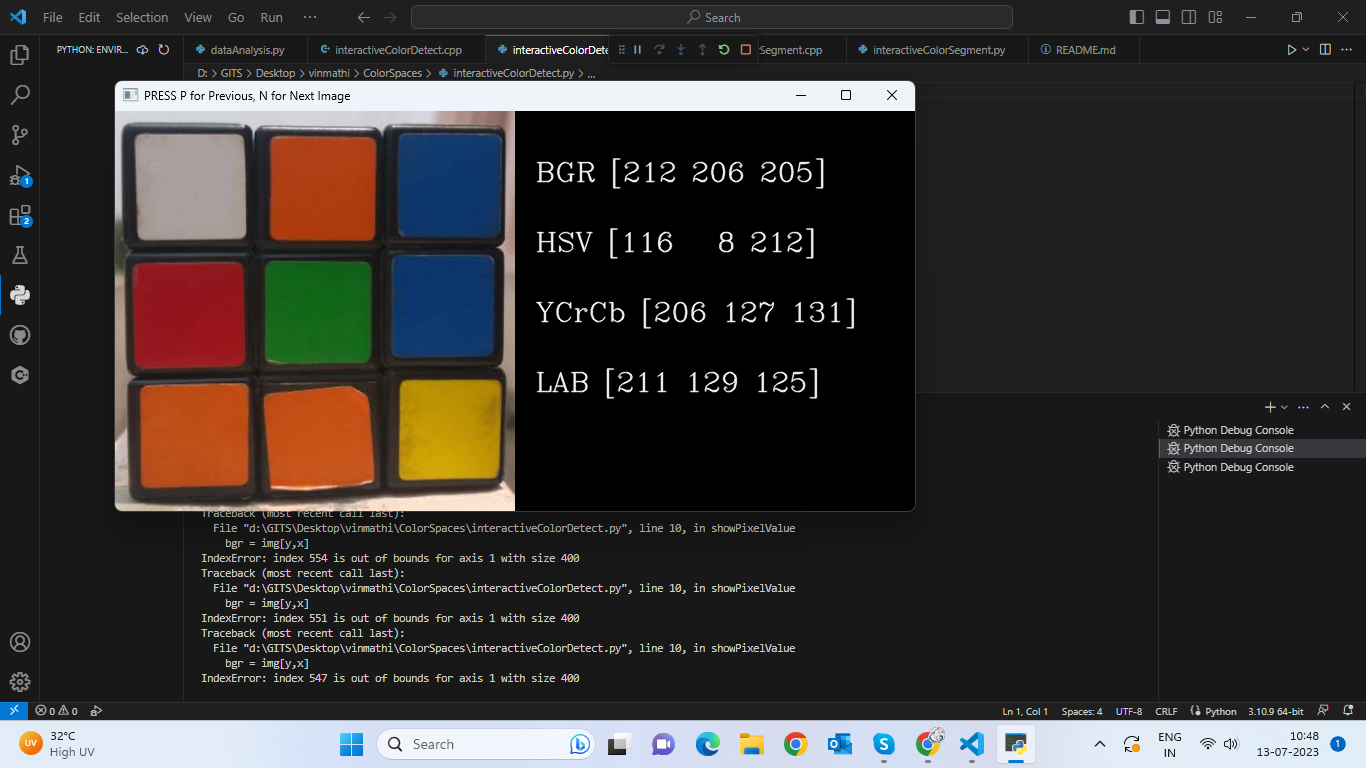 File Edit Selection View Go Run ··· Search
PYTHON: ENVIR... dataAnalysis.py interactiveColorDetect.cpp interactiveColorDete Segment.cpp interactiveColorSegment.py README.md
D: > GITS > Desktop > vinmathi > ColorSpaces > interactiveColorDetect.py > ...
PRESS P for Previous, N for Next Image
BGR [212 206 205]
HSV [116   8 212]
YCrCb [206 127 131]
LAB [211 129 125]
1
2
Python Debug Console
Python Debug Console
Python Debug Console
Traceback (most recent call last):
File "d:\GITS\Desktop\vinmathi\ColorSpaces\interactiveColorDetect.py", line 10, in showPixelValue
bgr = img[y,x]
IndexError: index 554 is out of bounds for axis 1 with size 400
Traceback (most recent call last):
File "d:\GITS\Desktop\vinmathi\ColorSpaces\interactiveColorDetect.py", line 10, in showPixelValue
bgr = img[y,x]
IndexError: index 551 is out of bounds for axis 1 with size 400
Traceback (most recent call last):
File "d:\GITS\Desktop\vinmathi\ColorSpaces\interactiveColorDetect.py", line 10, in showPixelValue
bgr = img[y,x]
IndexError: index 547 is out of bounds for axis 1 with size 400
0 0 Ln 1, Col 1 Spaces: 4 UTF-8 CRLF Python 3.10.9 64-bit
UV 32°C
High UV
Search
ENG
IN
10:48
13-07-2023
1